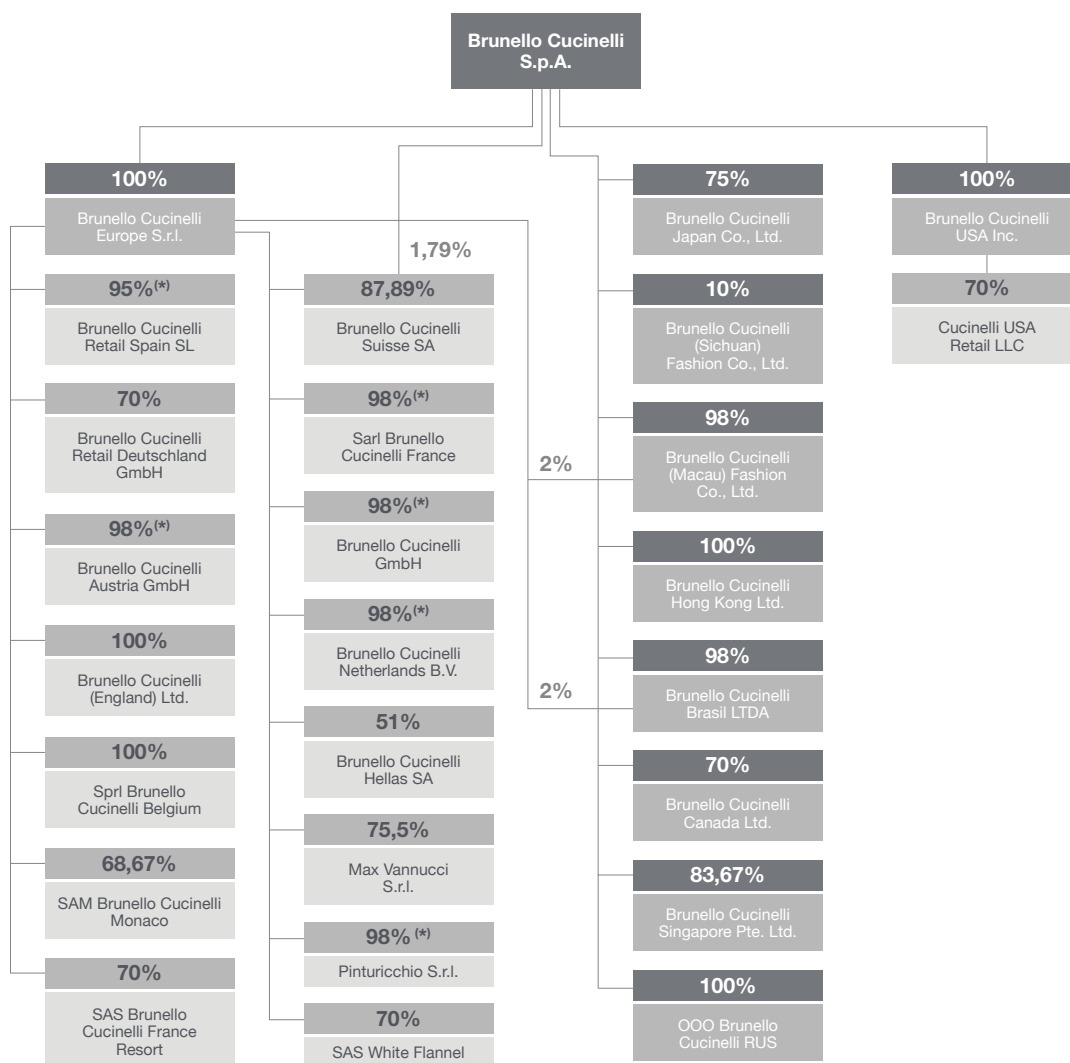 Brunello Cucinelli
S.p.A.
100%
Brunello Cucinelli
Europe S.r.l.
95%(*)
Brunello Cucinelli
Retail Spain SL
70%
Brunello Cucinelli
Retail Deutschland
GmbH
98%(*)
Brunello Cucinelli
Austria GmbH
100%
Brunello Cucinelli
(England) Ltd.
100%
Sprl Brunello
Cucinelli Belgium
68,67%
SAM Brunello Cucinelli
Monaco
70%
SAS Brunello
Cucinelli France
Resort
1,79%
87,89%
Brunello Cucinelli
Suisse SA
98%(*)
Sarl Brunello
Cucinelli France
98%(*)
Brunello Cucinelli
GmbH
98%(*)
Brunello Cucinelli
Netherlands B.V.
51%
Brunello Cucinelli
Hellas SA
75,5%
Max Vannucci
S.r.l.
98% (*)
Pinturicchio S.r.l.
70%
SAS White Flannel
2%
2%
75%
Brunello Cucinelli
Japan Co., Ltd.
10%
Brunello Cucinelli
(Sichuan)
Fashion Co., Ltd.
98%
Brunello Cucinelli
(Macau) Fashion
Co., Ltd.
100%
Brunello Cucinelli
Hong Kong Ltd.
98%
Brunello Cucinelli
Brasil LTDA
70%
Brunello Cucinelli
Canada Ltd.
83,67%
Brunello Cucinelli
Singapore Pte. Ltd.
100%
OOO Brunello
Cucinelli RUS
100%
Brunello Cucinelli
USA Inc.
70%
Cucinelli USA
Retail LLC